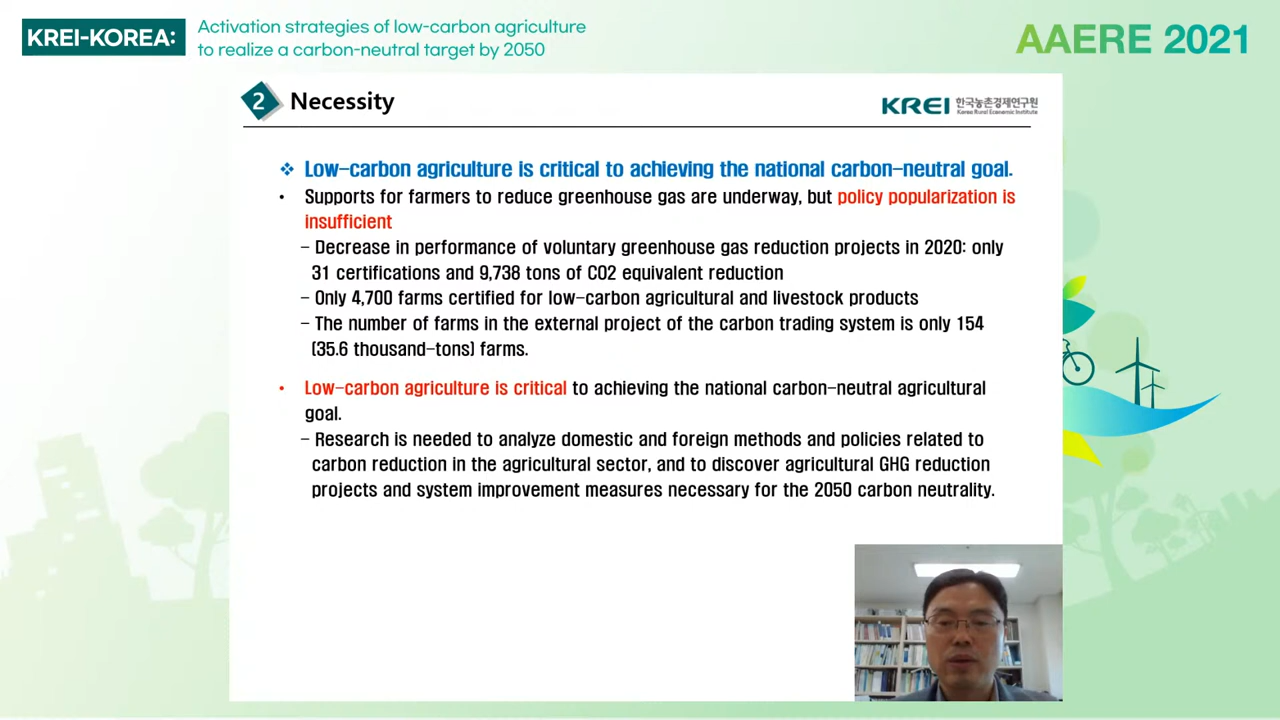 KREI-KOREA:
Activation strategies of low-carbon agriculture
to realize a carbon-neutral target by 2050
AAERE 2021
2 Necessity
KREI 한국농촌경제연구원
Korea Rural Economic Institute
❖ Low-carbon agriculture is critical to achieving the national carbon-neutral goal.
• Supports for farmers to reduce greenhouse gas are underway, but policy popularization is
insufficient
– Decrease in performance of voluntary greenhouse gas reduction projects in 2020: only
31 certifications and 9,738 tons of CO2 equivalent reduction
– Only 4,700 farms certified for low-carbon agricultural and livestock products
– The number of farms in the external project of the carbon trading system is only 154
(35.6 thousand-tons) farms.
• Low-carbon agriculture is critical to achieving the national carbon-neutral agricultural
goal.
– Research is needed to analyze domestic and foreign methods and policies related to
carbon reduction in the agricultural sector, and to discover agricultural GHG reduction
projects and system improvement measures necessary for the 2050 carbon neutrality.